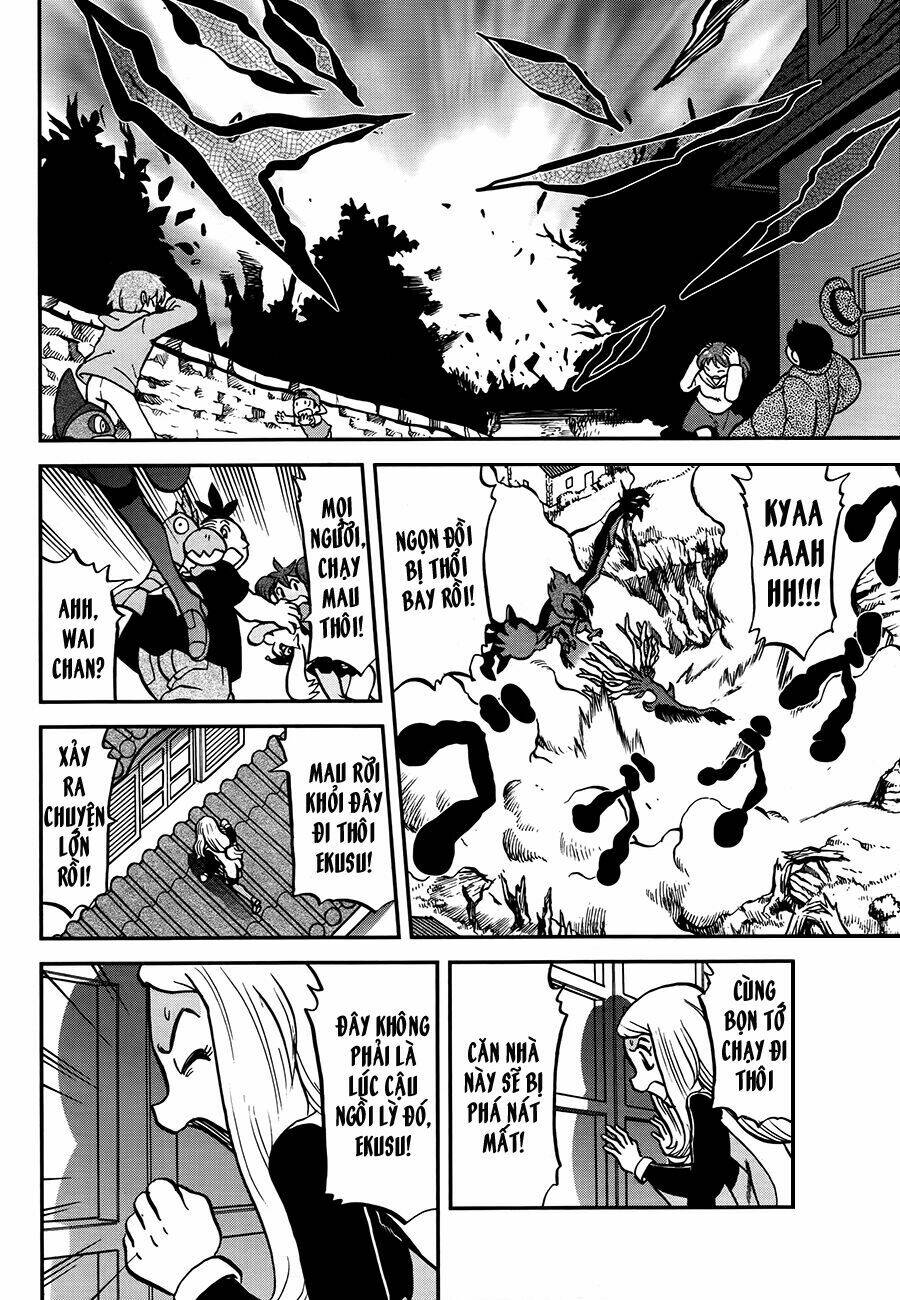 KYAA
AAAAH
HH!!!
NGỌN ĐỒI
BỊ THỔI
BAY RỒI!
MỌI
NGƯỜI,
CHẠY
MAU
THÔI!
AHH,
WAI
CHAN?
MAU RỜI
KHỎI ĐÂY
ĐI THÔI
EKUSU!
XẢY
RA
CHUYỆN
LỚN
RỒI!
CÙNG
BỌN TỚ
CHẠY ĐI
THÔI
CĂN NHÀ
NÀY SẼ BỊ
PHÁ NÁT
MẤT!
ĐÂY KHÔNG
PHẢI LÀ
LÚC CẬU
NGỒI LỲ ĐÓ,
EKUSU!